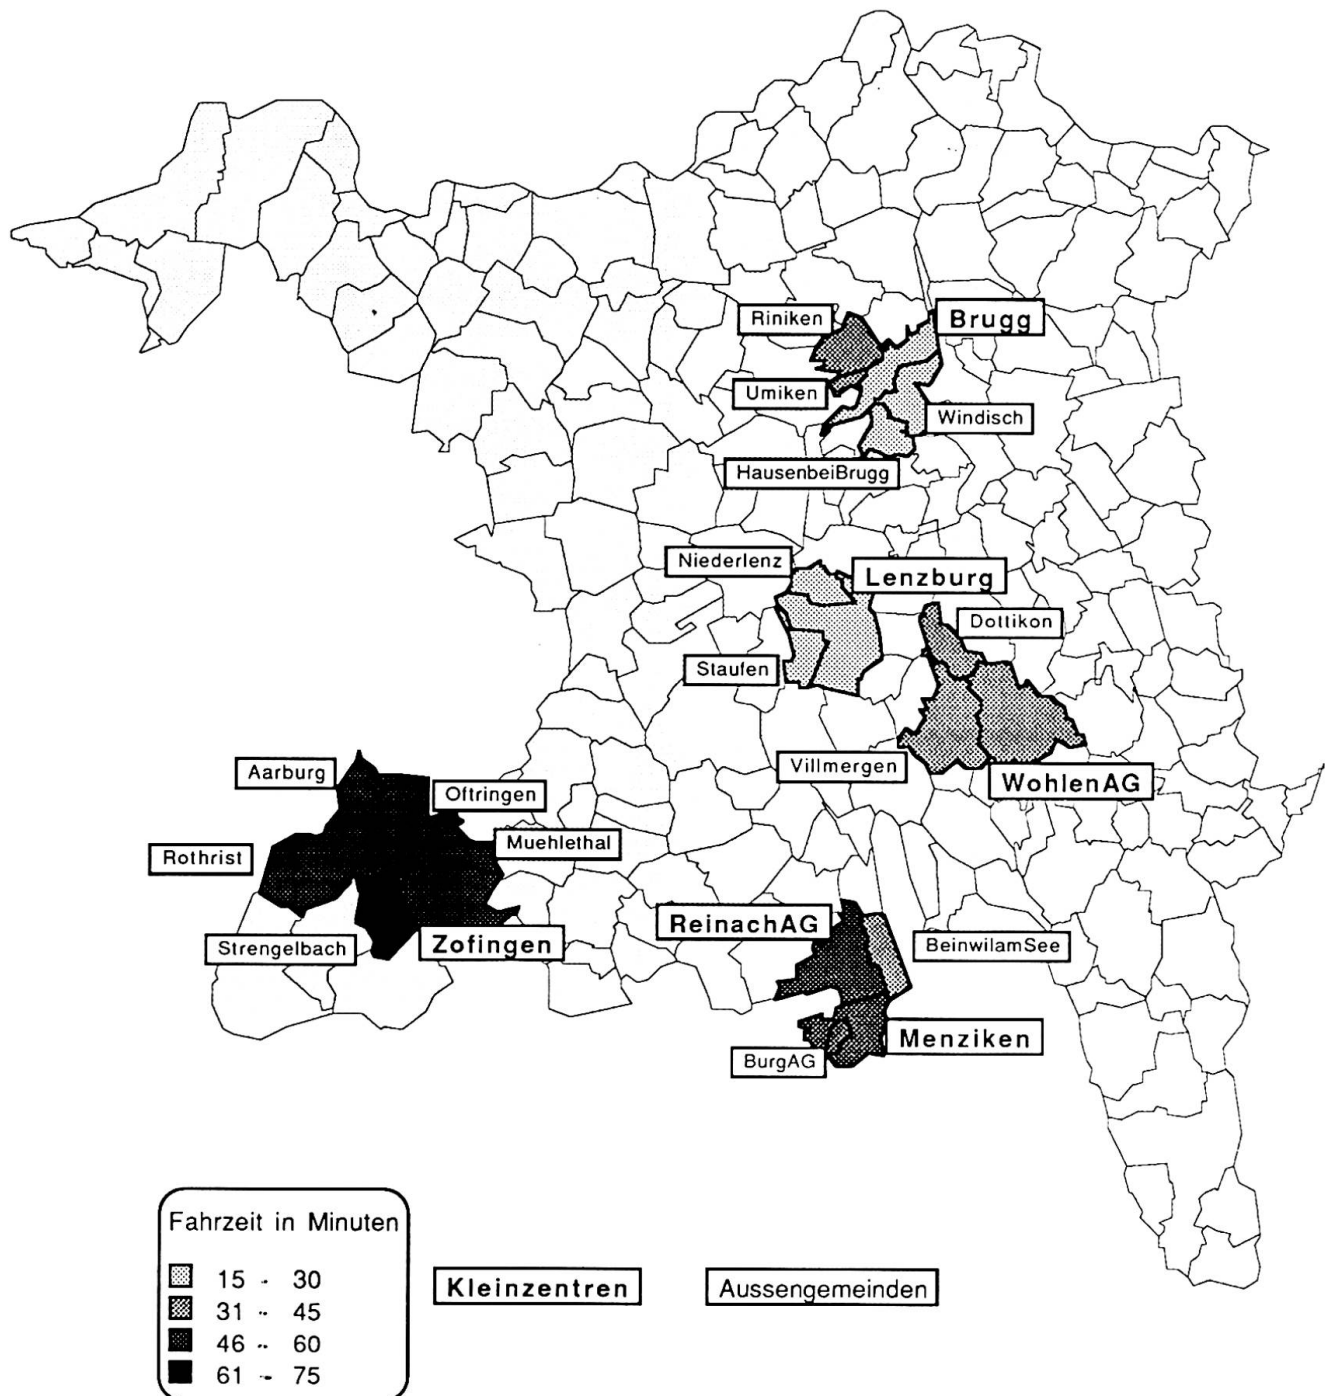 Riniken
Brugg
Umiken
Windisch
HausenbeiBrugg
Niederlenz
Lenzburg
Dottikon
Staufen
Villmergen
WohlenAG
Aarburg
Oftringen
Muehlethal
Rothrist
ReinachAG
Strengelbach
Zofingen
BeinwilamSee
Menziken
BurgAG
Fahrzeit in Minuten
15 - 30
31 - 45
46 - 60
61 - 75
Kleinzentren
Aussengemeinden